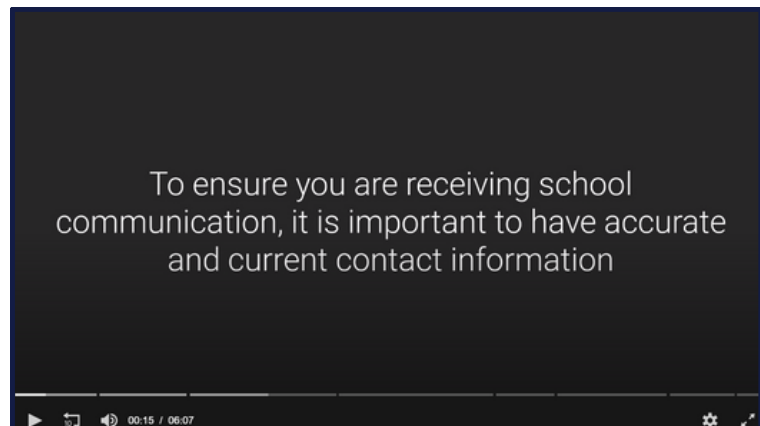 To ensure you are receiving school
communication, it is important to have accurate
and current contact information
10
00:15 / 06:07